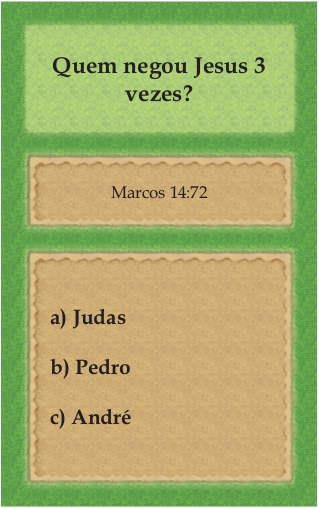 Quem negou Jesus 3
vezes?
Marcos 14:72
a) Judas
b) Pedro
c) André